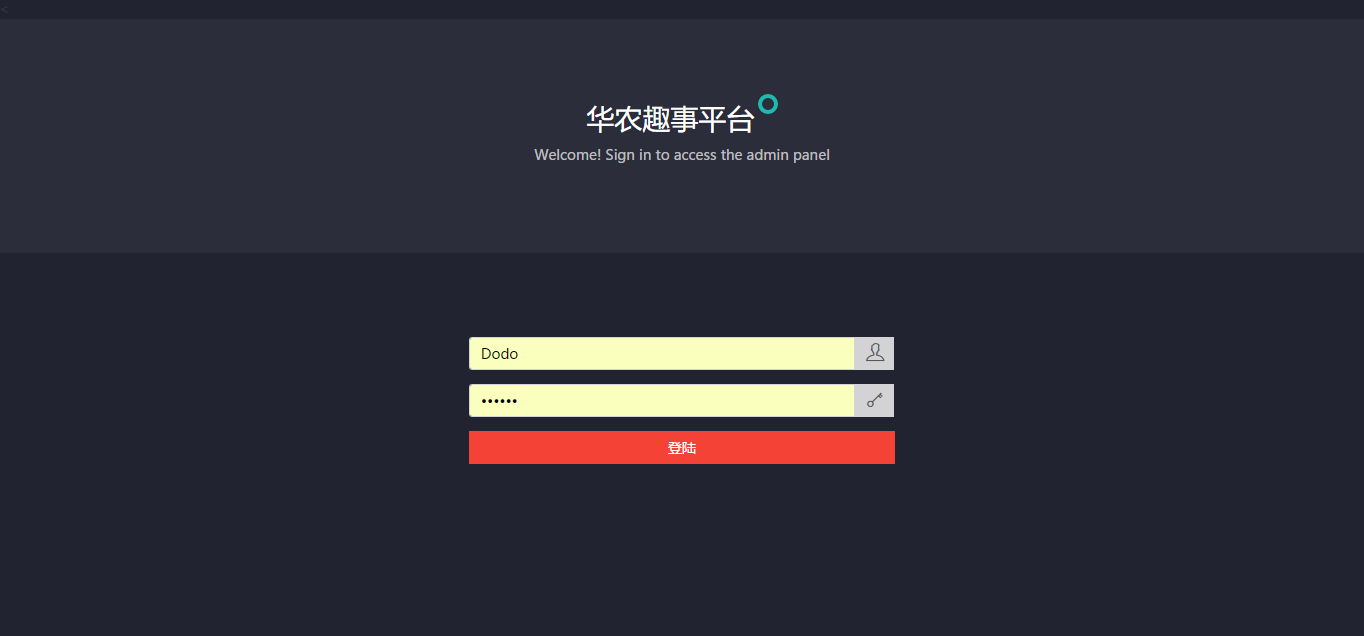 <
华农趣事平台
Welcome! Sign in to access the admin panel
Dodo
••••••
登陆